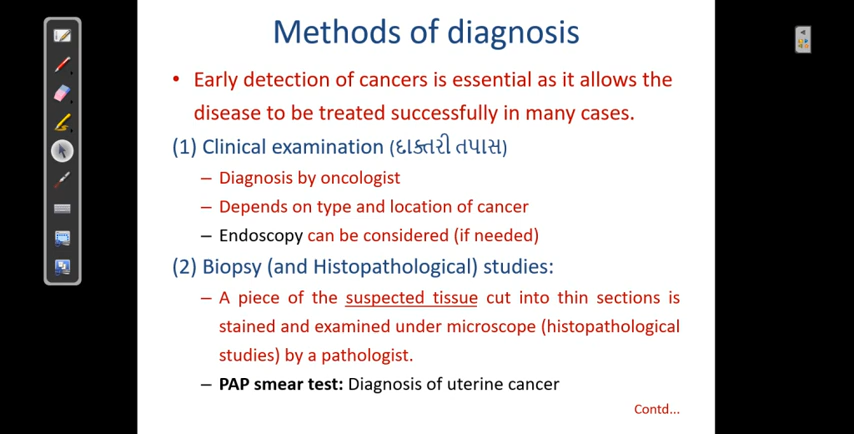 Methods of diagnosis
• Early detection of cancers is essential as it allows the
disease to be treated successfully in many cases.
(1) Clinical examination (દાક્તરી તપાસ)
– Diagnosis by oncologist
– Depends on type and location of cancer
– Endoscopy can be considered (if needed)
(2) Biopsy (and Histopathological) studies:
– A piece of the suspected tissue cut into thin sections is
stained and examined under microscope (histopathological
studies) by a pathologist.
– PAP smear test: Diagnosis of uterine cancer
Contd...